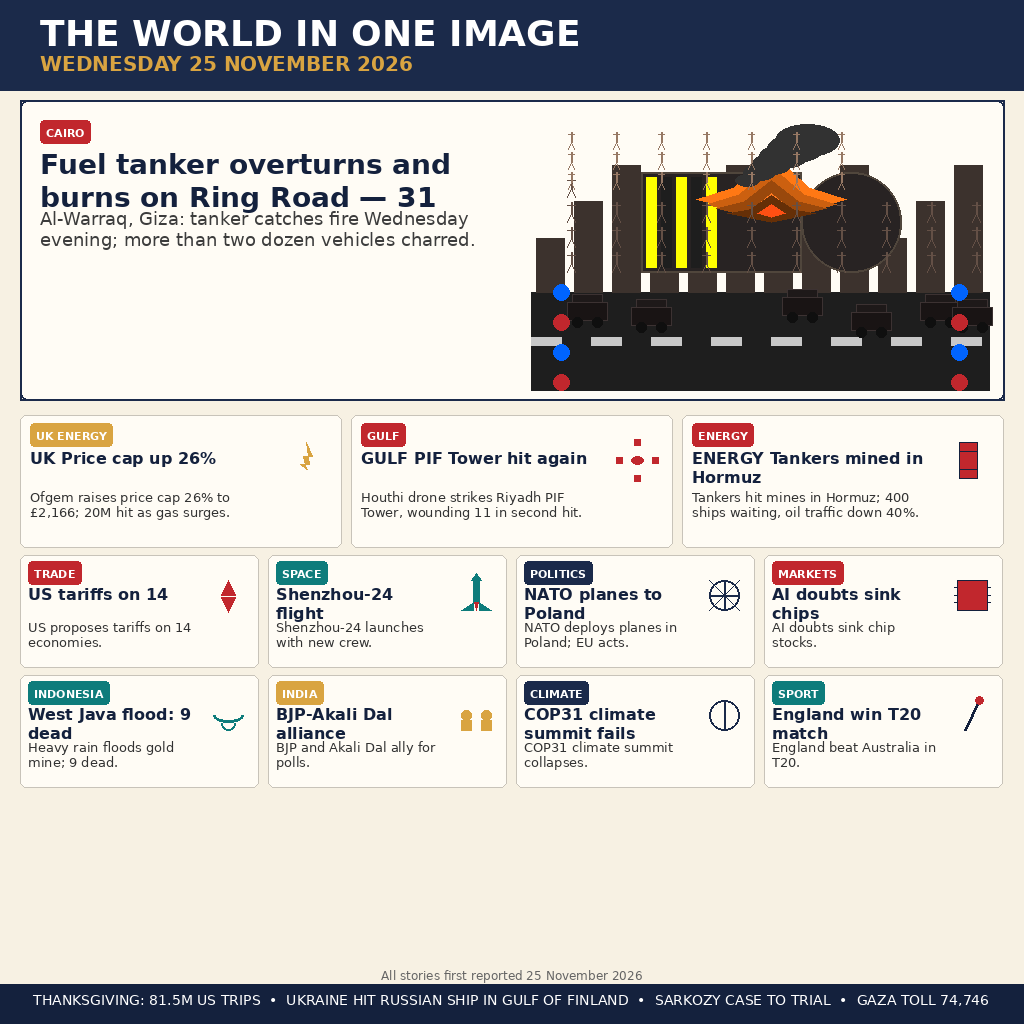 THE WORLD IN ONE IMAGE
WEDNESDAY 25 NOVEMBER 2026
CAIRO
Fuel tanker overturns and
burns on Ring Road — 31
Al-Warraq, Giza: tanker catches fire Wednesday
evening; more than two dozen vehicles charred.
UK ENERGY
UK Price cap up 26%
Ofgem raises price cap 26% to
£2,166; 20M hit as gas surges.
GULF
GULF PIF Tower hit again
Houthi drone strikes Riyadh PIF
Tower, wounding 11 in second hit.
ENERGY
ENERGY Tankers mined in
Hormuz
Tankers hit mines in Hormuz; 400
ships waiting, oil traffic down 40%.
TRADE
US tariffs on 14
US proposes tariffs on 14
economies.
SPACE
Shenzhou-24
flight
Shenzhou-24 launches
with new crew.
POLITICS
NATO planes to
Poland
NATO deploys planes in
Poland; EU acts.
MARKETS
AI doubts sink
chips
AI doubts sink chip
stocks.
INDONESIA
West Java flood: 9
dead
Heavy rain floods gold
mine; 9 dead.
INDIA
BJP-Akali Dal
alliance
BJP and Akali Dal ally for
polls.
CLIMATE
COP31 climate
summit fails
COP31 climate summit
collapses.
SPORT
England win T20
match
England beat Australia in
T20.
All stories first reported 25 November 2026
THANKSGIVING: 81.5M US TRIPS • UKRAINE HIT RUSSIAN SHIP IN GULF OF FINLAND • SARKOZY CASE TO TRIAL • GAZA TOLL 74,746